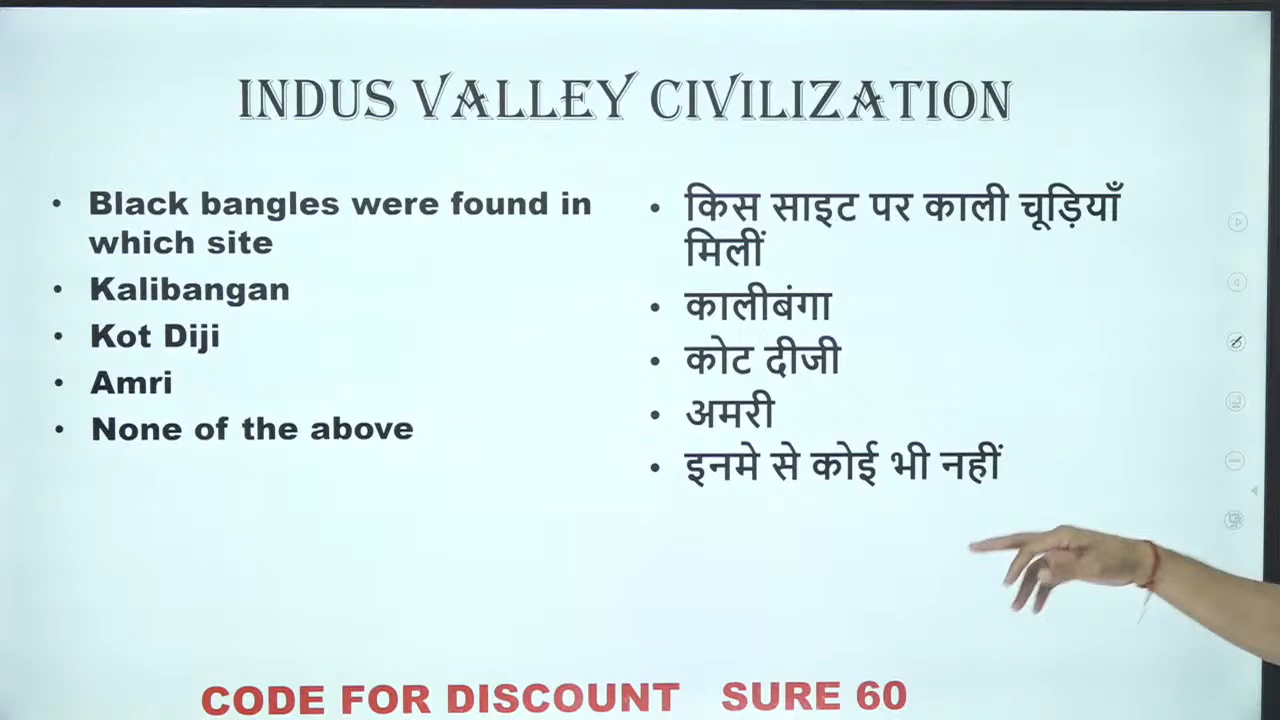 INDUS VALLEY CIVILIZATION
• Black bangles were found in
which site
• Kalibangan
• Kot Diji
• Amri
• None of the above
• किस साइट पर काली चूड़ियाँ
मिलीं
• कालीबंगा
• कोट दीजी
• अमरी
• इनमे से कोई भी नहीं
CODE FOR DISCOUNT SURE 60